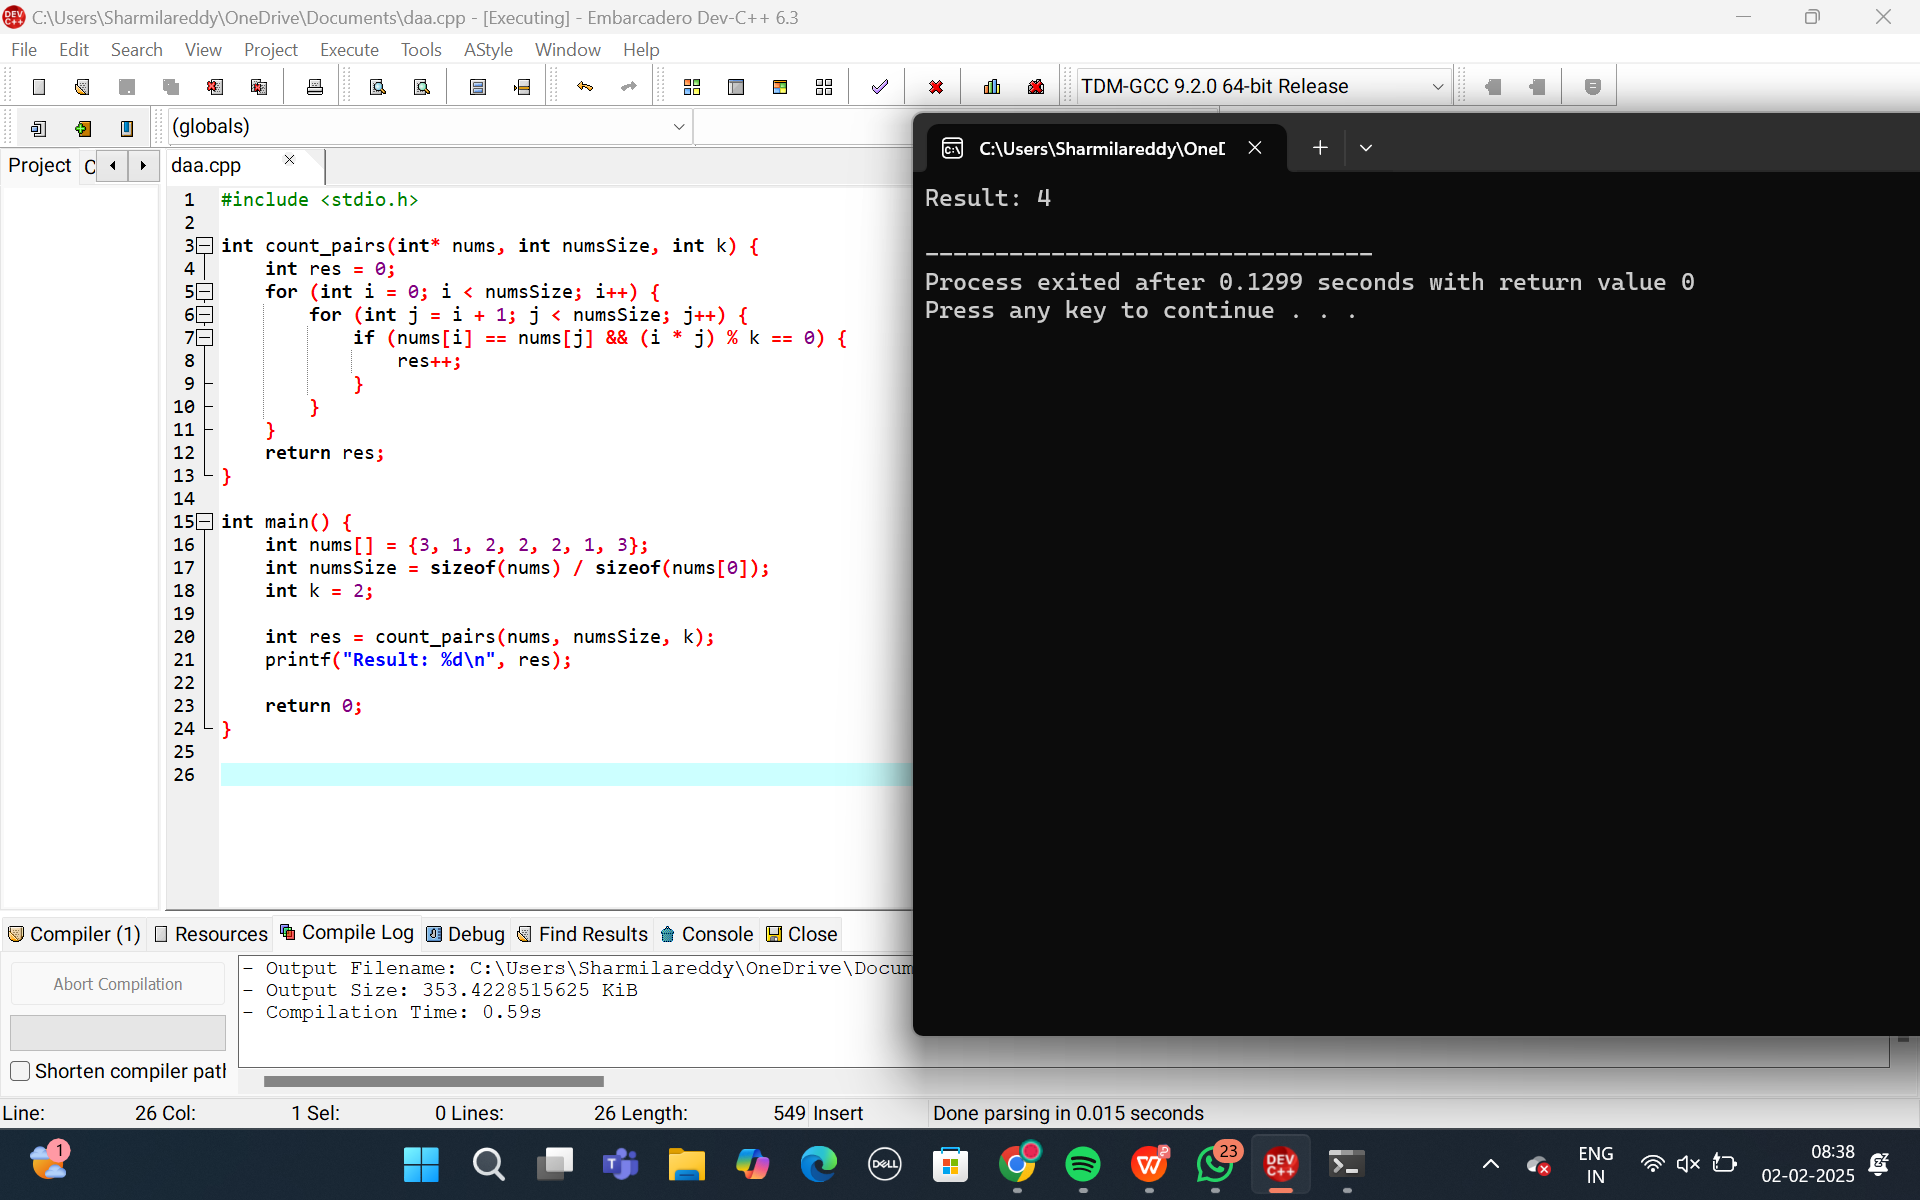 C:\Users\Sharmilareddy\OneDrive\Documents\daa.cpp - [Executing] - Embarcadero Dev-C++ 6.3
File Edit Search View Project Execute Tools AStyle Window Help
TDM-GCC 9.2.0 64-bit Release
(globals)
Project C daa.cpp
1 #include <stdio.h>
2
3 int count_pairs(int* nums, int numsSize, int k) {
4     int res = 0;
5     for (int i = 0; i < numsSize; i++) {
6         for (int j = i + 1; j < numsSize; j++) {
7             if (nums[i] == nums[j] && (i * j) % k == 0) {
8                 res++;
9             }
10         }
11     }
12     return res;
13 }
14
15 int main() {
16     int nums[] = {3, 1, 2, 2, 2, 1, 3};
17     int numsSize = sizeof(nums) / sizeof(nums[0]);
18     int k = 2;
19
20     int res = count_pairs(nums, numsSize, k);
21     printf("Result: %d\n", res);
22
23     return 0;
24 }
25
26
C:\Users\Sharmilareddy\OneD
Result: 4
--------------------------------
Process exited after 0.1299 seconds with return value 0
Press any key to continue . . .
Compiler (1) Resources Compile Log Debug Find Results Console Close
Abort Compilation
Shorten compiler path
- Output Filename: C:\Users\Sharmilareddy\OneDrive\Docum
- Output Size: 353.4228515625 KiB
- Compilation Time: 0.59s
Line: 26 Col: 1 Sel: 0 Lines: 26 Length: 549 Insert Done parsing in 0.015 seconds
1
DELL
23
DEV C++
ENG
IN
08:38
02-02-2025